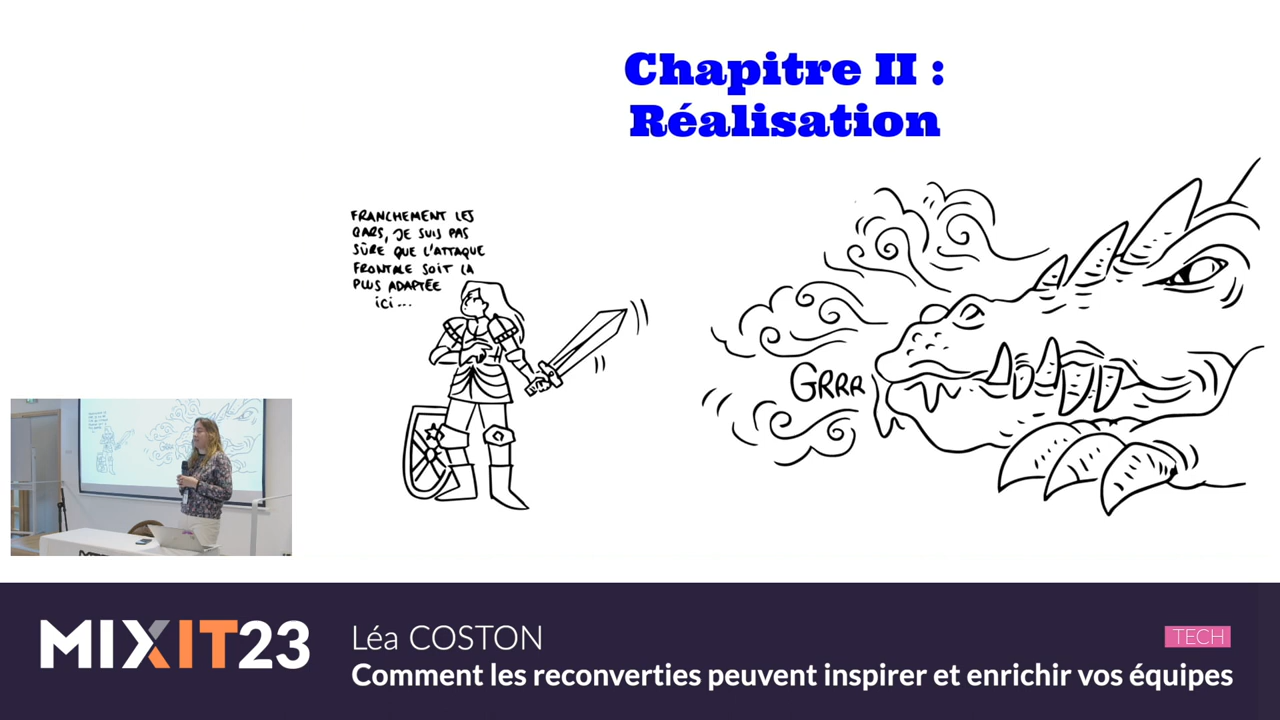 Chapitre II :
Réalisation
FRANCHEMENT LES
GARS, JE SUIS PAS
SÛRE QUE L'ATTAQUE
FRONTALE SOIT LA
PLUS ADAPTÉE
ici...
GRRR
MIXIT23
Léa COSTON
TECH
Comment les reconverties peuvent inspirer et enrichir vos équipes